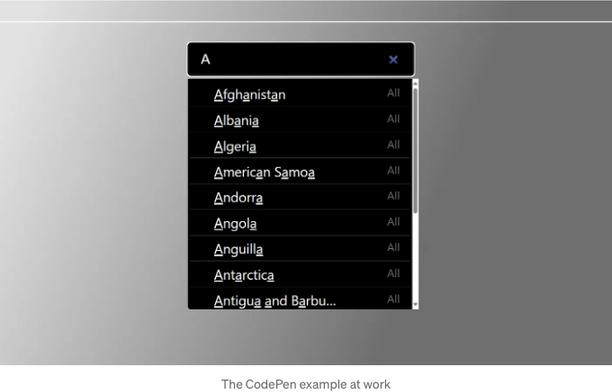 A
Afghanistan All
Albania All
Algeria All
American Samoa All
Andorra All
Angola All
Anguilla All
Antarctica All
Antigua and Barbu... All
The CodePen example at work